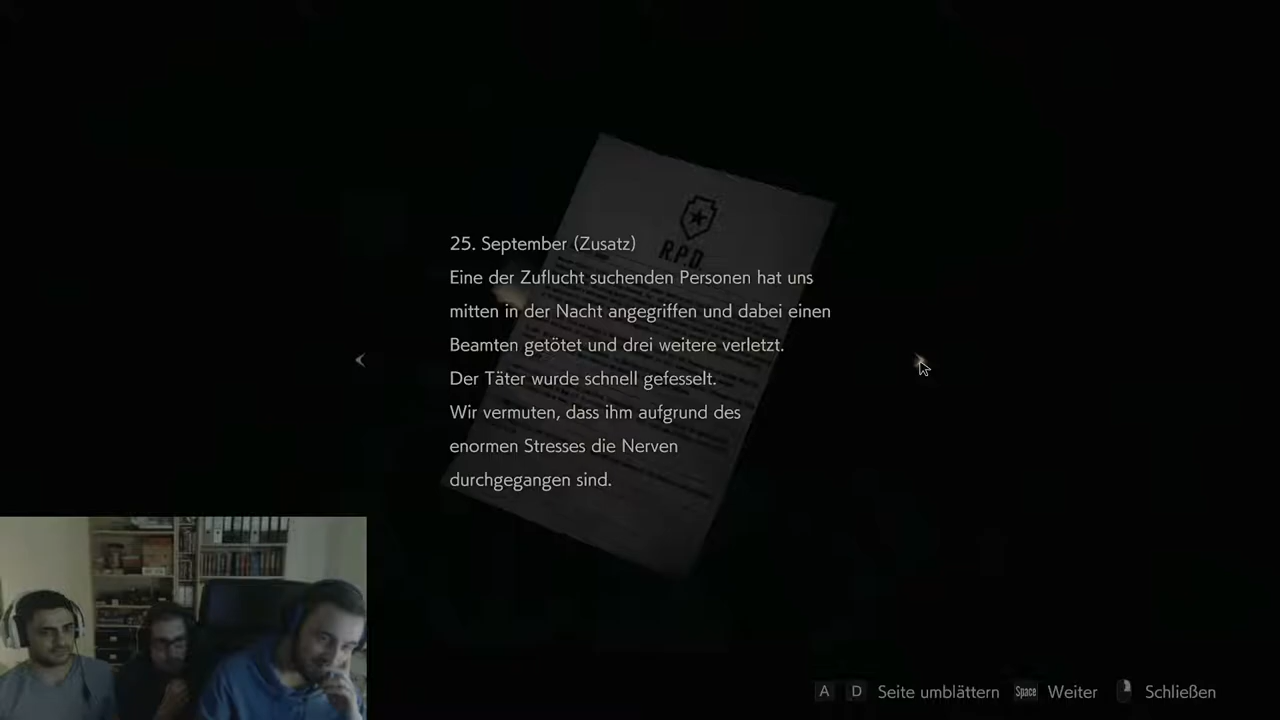 R.P.D.
25. September (Zusatz)
Eine der Zuflucht suchenden Personen hat uns
mitten in der Nacht angegriffen und dabei einen
Beamten getötet und drei weitere verletzt.
Der Täter wurde schnell gefesselt.
Wir vermuten, dass ihm aufgrund des
enormen Stresses die Nerven
durchgegangen sind.
A D Seite umblättern Space Weiter Schließen